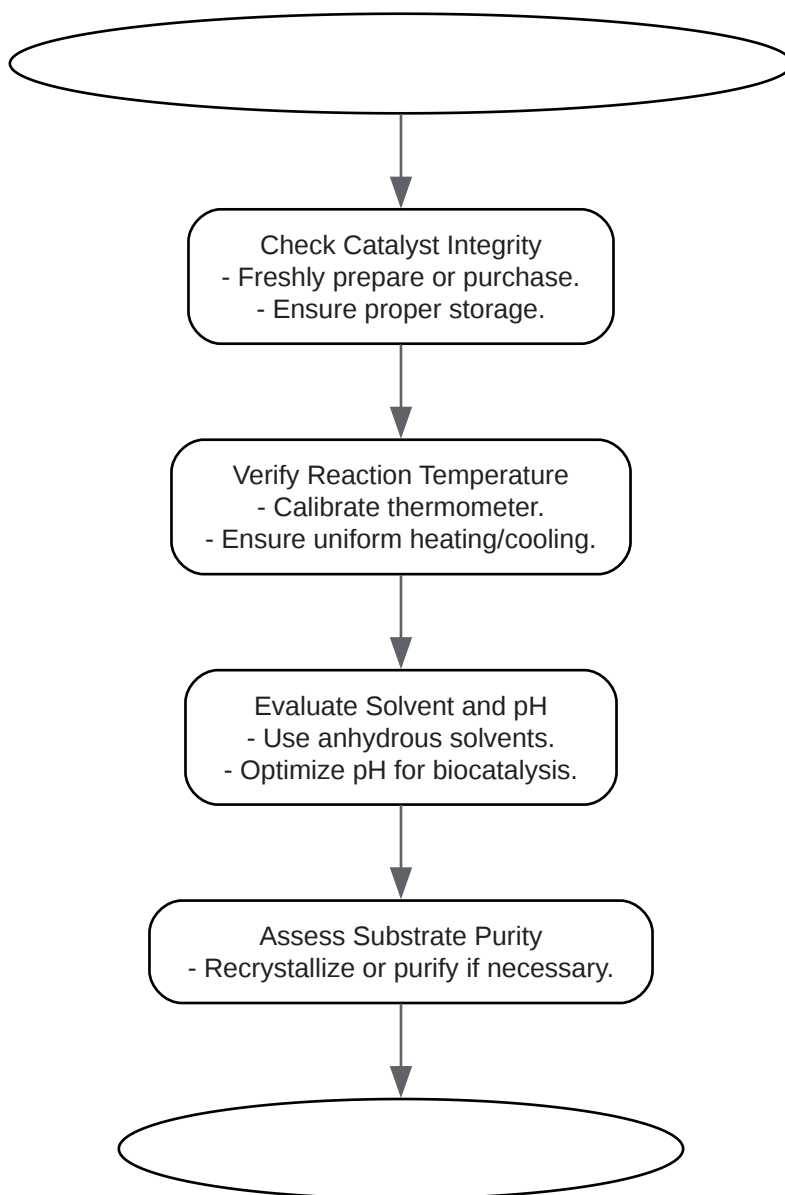 Check Catalyst Integrity
- Freshly prepare or purchase.
- Ensure proper storage.
Verify Reaction Temperature
- Calibrate thermometer.
- Ensure uniform heating/cooling.
Evaluate Solvent and pH
- Use anhydrous solvents.
- Optimize pH for biocatalysis.
Assess Substrate Purity
- Recrystallize or purify if necessary.